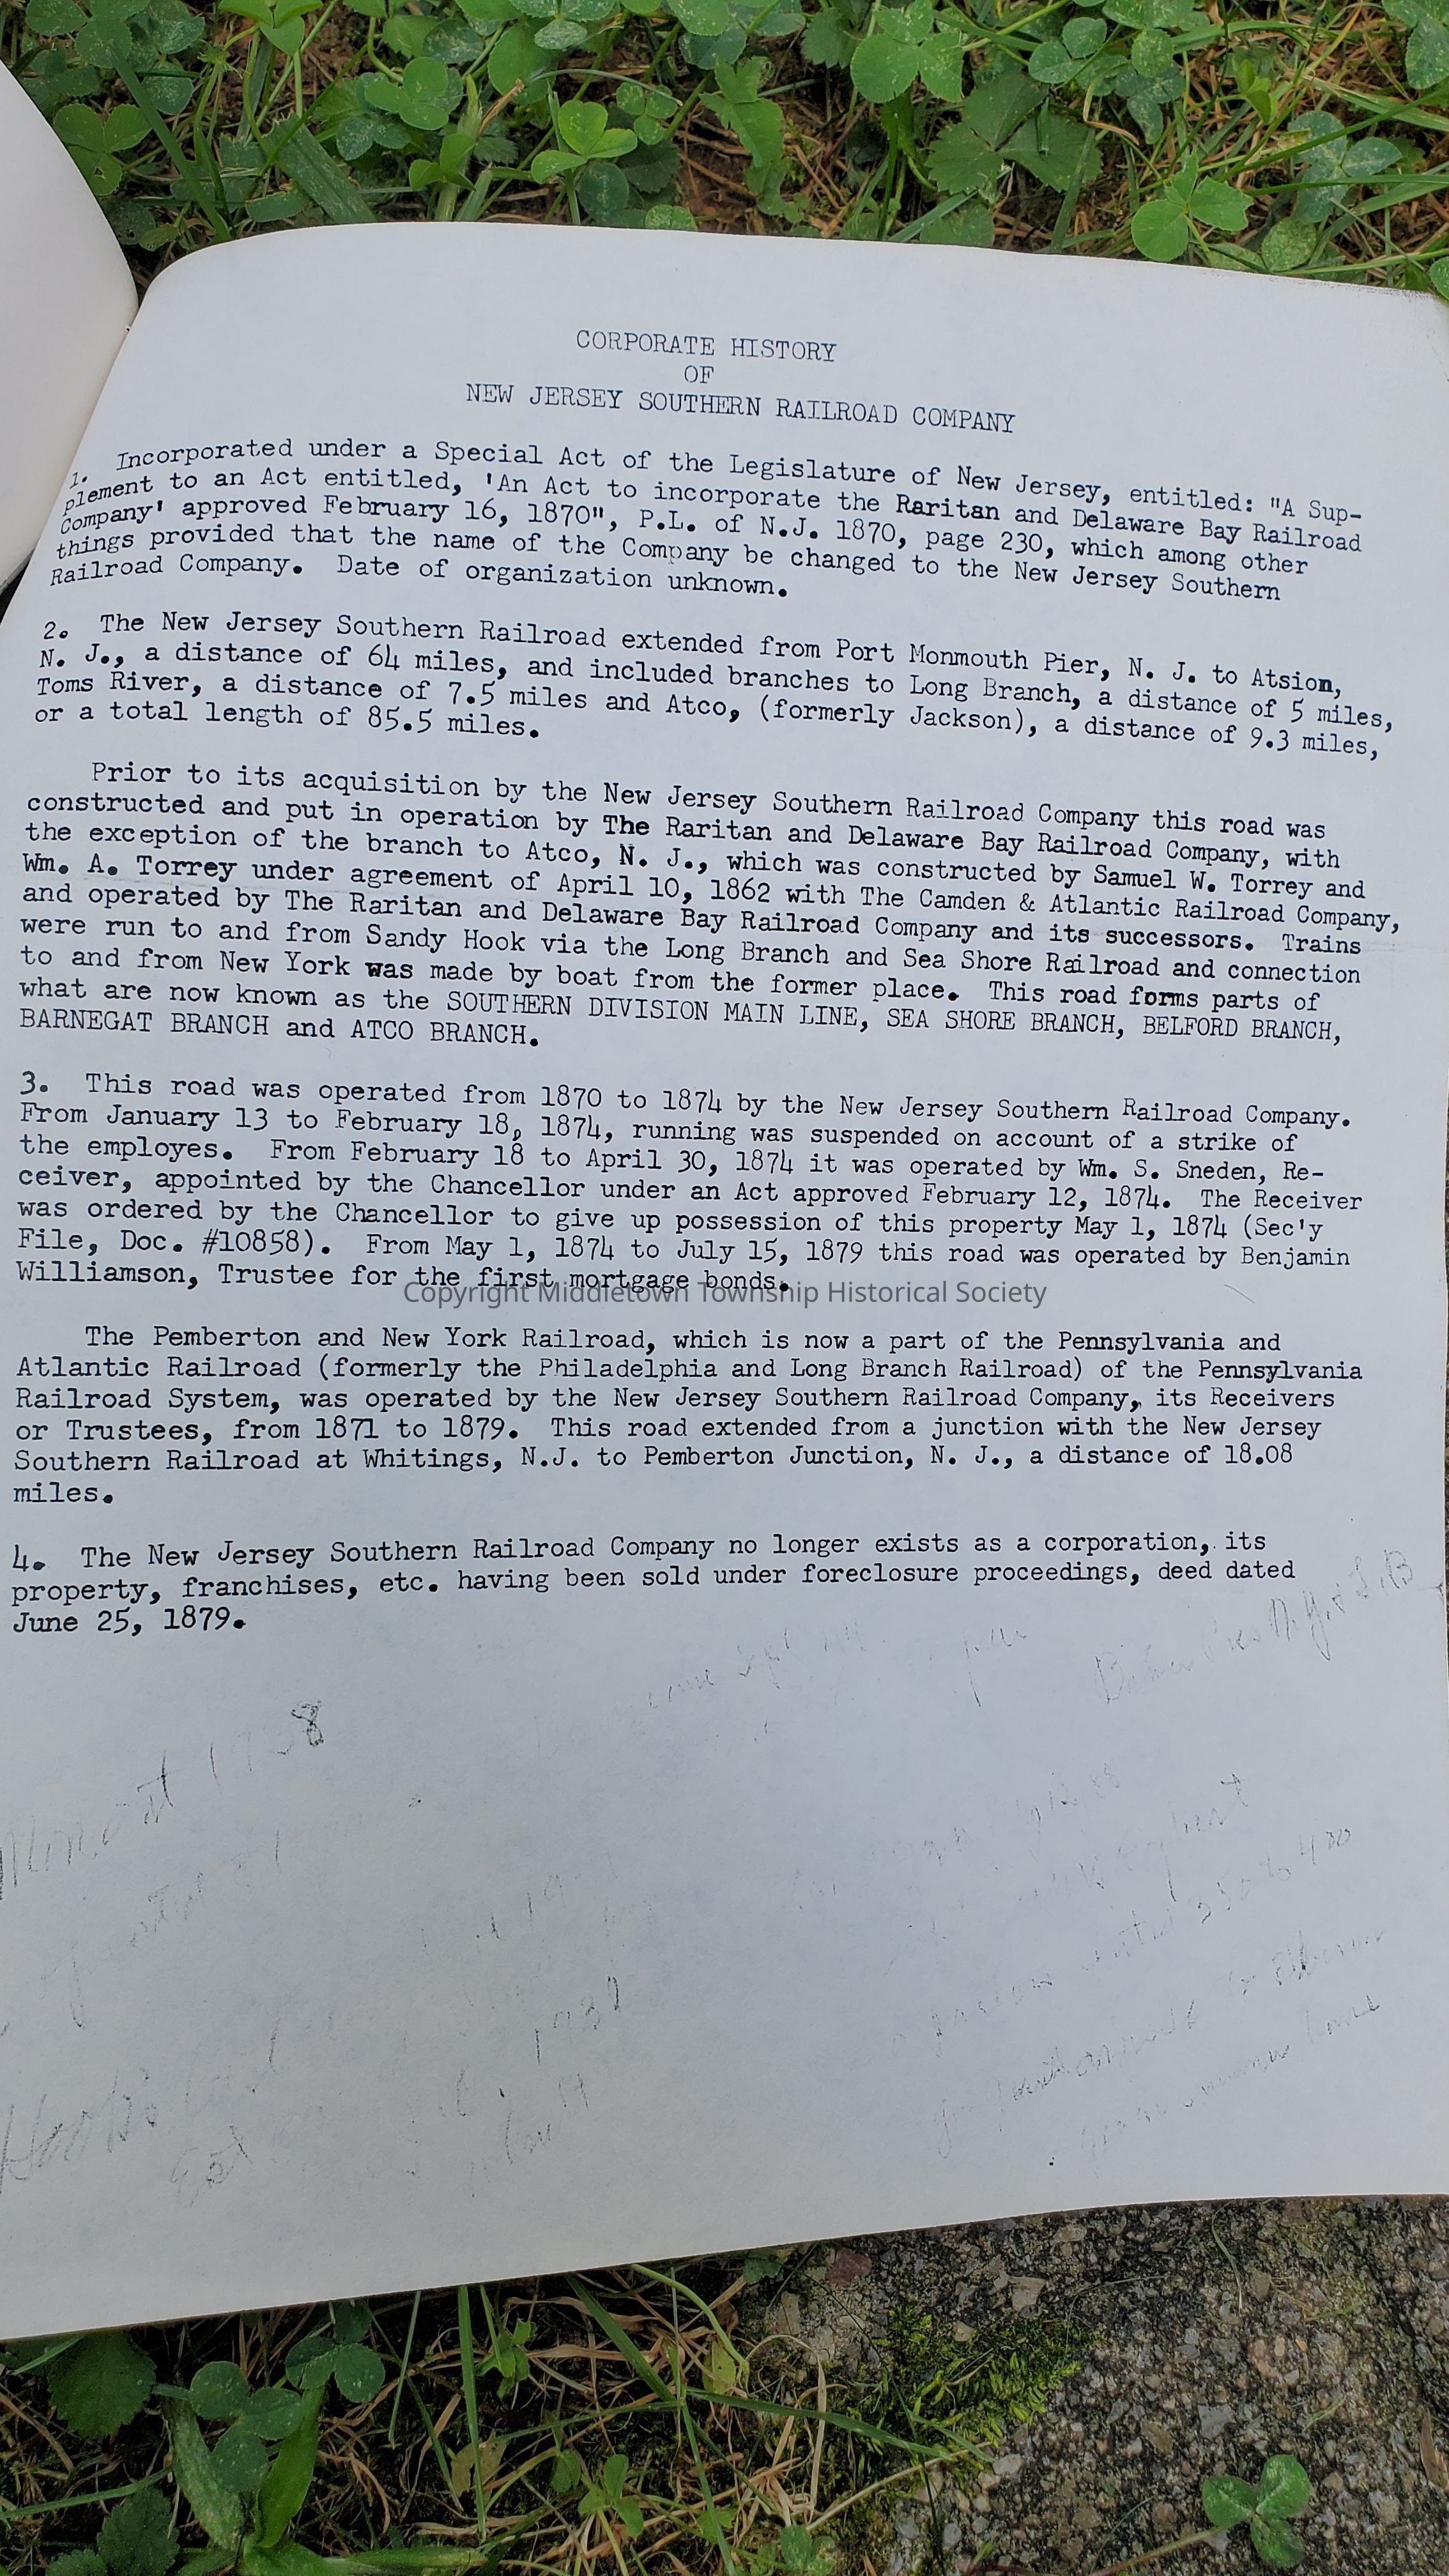 CORPORATE HISTORY
OF
NEW JERSEY SOUTHERN RAILROAD COMPANY
1. Incorporated under a Special Act of the Legislature of New Jersey, entitled: "A Sup-
plement to an Act entitled, 'An Act to incorporate the Raritan and Delaware Bay Railroad
Company' approved February 16, 1870", P.L. of N.J. 1870, page 230, which among other
things provided that the name of the Company be changed to the New Jersey Southern
Railroad Company. Date of organization unknown.
2. The New Jersey Southern Railroad extended from Port Monmouth Pier, N. J. to Atsion,
N. J., a distance of 64 miles, and included branches to Long Branch, a distance of 5 miles,
Toms River, a distance of 7.5 miles and Atco, (formerly Jackson), a distance of 9.3 miles,
or a total length of 85.5 miles.
Prior to its acquisition by the New Jersey Southern Railroad Company this road was
constructed and put in operation by The Raritan and Delaware Bay Railroad Company, with
the exception of the branch to Atco, N. J., which was constructed by Samuel W. Torrey and
Wm. A. Torrey under agreement of April 10, 1862 with The Camden & Atlantic Railroad Company,
and operated by The Raritan and Delaware Bay Railroad Company and its successors. Trains
were run to and from Sandy Hook via the Long Branch and Sea Shore Railroad and connection
to and from New York was made by boat from the former place. This road forms parts of
what are now known as the SOUTHERN DIVISION MAIN LINE, SEA SHORE BRANCH, BELFORD BRANCH,
BARNEGAT BRANCH and ATCO BRANCH.
3. This road was operated from 1870 to 1874 by the New Jersey Southern Railroad Company.
From January 13 to February 18, 1874, running was suspended on account of a strike of
the employes. From February 18 to April 30, 1874 it was operated by Wm. S. Sneden, Re-
ceiver, appointed by the Chancellor under an Act approved February 12, 1874. The Receiver
was ordered by the Chancellor to give up possession of this property May 1, 1874 (Sec'y
File, Doc. #10858). From May 1, 1874 to July 15, 1879 this road was operated by Benjamin
Williamson, Trustee for the first mortgage bonds.
Copyright Middletown Township Historical Society
The Pemberton and New York Railroad, which is now a part of the Pennsylvania and
Atlantic Railroad (formerly the Philadelphia and Long Branch Railroad) of the Pennsylvania
Railroad System, was operated by the New Jersey Southern Railroad Company, its Receivers
or Trustees, from 1871 to 1879. This road extended from a junction with the New Jersey
Southern Railroad at Whitings, N.J. to Pemberton Junction, N. J., a distance of 18.08
miles.
4. The New Jersey Southern Railroad Company no longer exists as a corporation, its
property, franchises, etc. having been sold under foreclosure proceedings, deed dated
June 25, 1879.